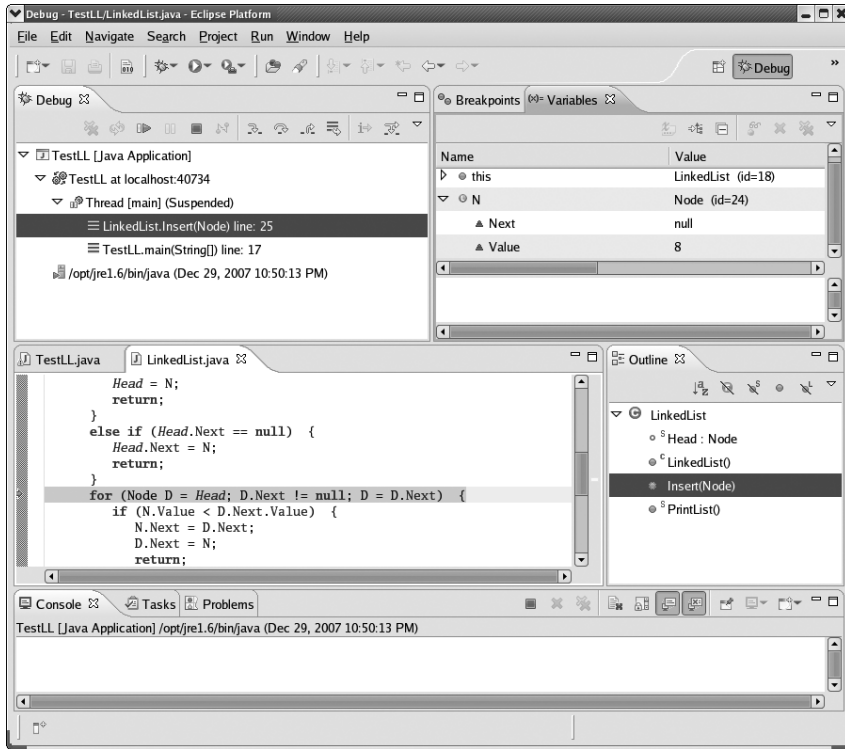 Debug - TestLL/LinkedList.java - Eclipse Platform
File Edit Navigate Search Project Run Window Help
Debug
»
Debug
Breakpoints (x)= Variables
TestLL [Java Application]
TestLL at localhost:40734
Thread [main] (Suspended)
LinkedList.Insert(Node) line: 25
TestLL.main(String[]) line: 17
/opt/jre1.6/bin/java (Dec 29, 2007 10:50:13 PM)
Name Value
this LinkedList (id=18)
N Node (id=24)
Next null
Value 8
TestLL.java LinkedList.java
Head = N;
return;
}
else if (Head.Next == null) {
Head.Next = N;
return;
}
for (Node D = Head; D.Next != null; D = D.Next) {
if (N.Value < D.Next.Value) {
N.Next = D.Next;
D.Next = N;
return;
Outline
LinkedList
S Head : Node
C LinkedList()
Insert(Node)
S PrintList()
Console Tasks Problems
TestLL [Java Application] /opt/jre1.6/bin/java (Dec 29, 2007 10:50:13 PM)